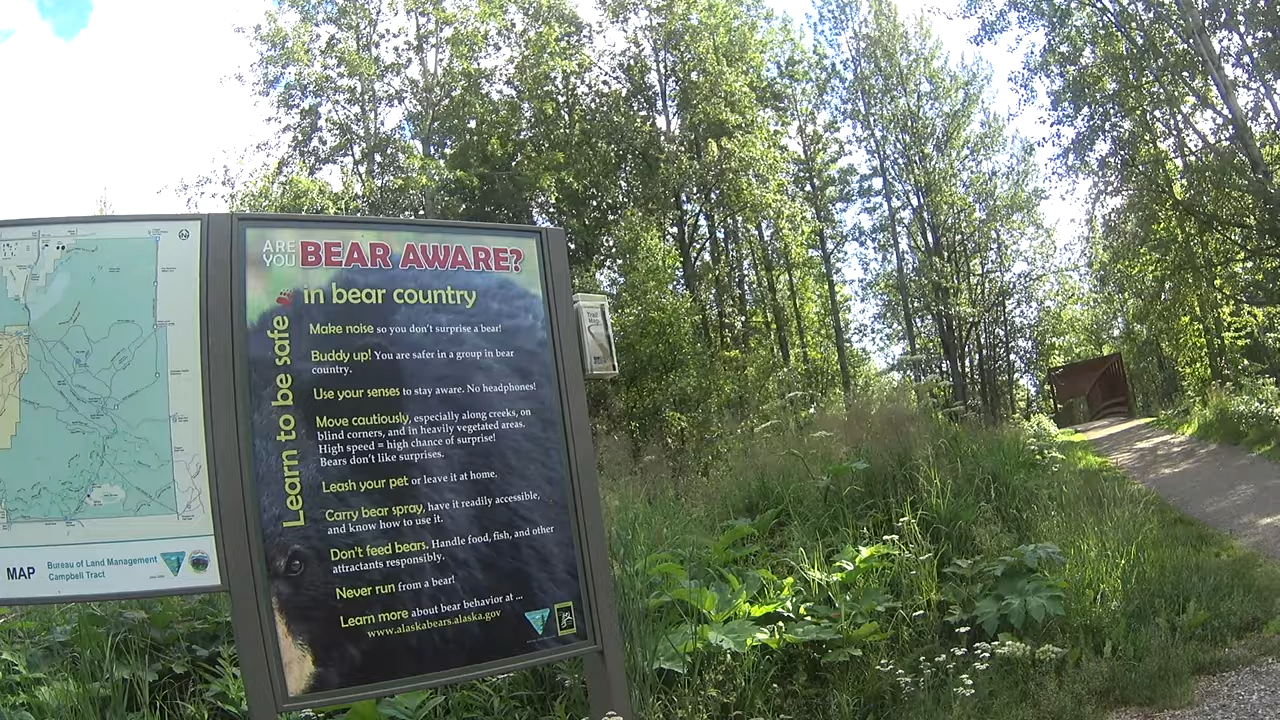 MAP
Bureau of Land Management
Campbell Tract
ARE
YOU BEAR AWARE?
Learn to be safe
in bear country
Make noise so you don't surprise a bear!
Buddy up! You are safer in a group in bear
country.
Use your senses to stay aware. No headphones!
Move cautiously, especially along creeks, on
blind corners, and in heavily vegetated areas.
High speed = high chance of surprise!
Bears don't like surprises.
Leash your pet or leave it at home.
Carry bear spray, have it readily accessible,
and know how to use it.
Don't feed bears. Handle food, fish, and other
attractants responsibly.
Never run from a bear!
Learn more about bear behavior at ...
www.alaskabears.alaska.gov
Trail
Map